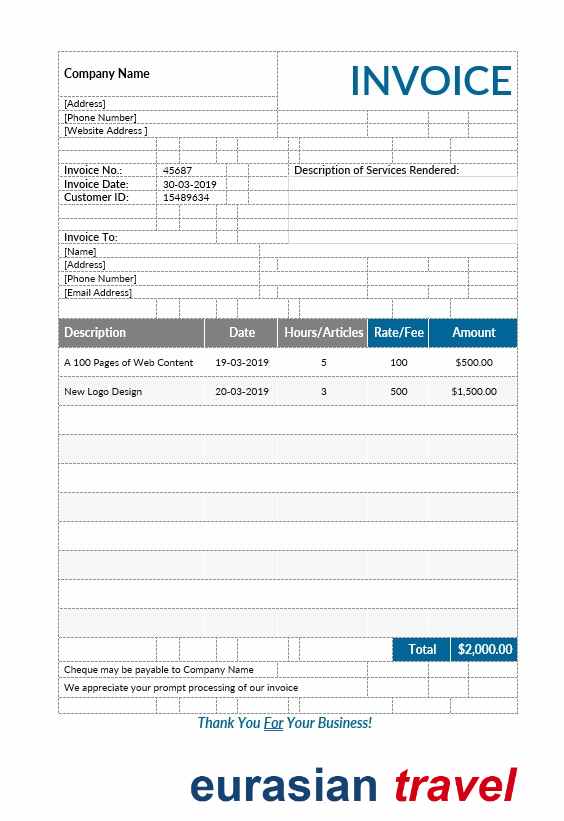 Company Name
INVOICE
[Address]
[Phone Number]
[Website Address ]
Invoice No.: 45687 Description of Services Rendered:
Invoice Date: 30-03-2019
Customer ID: 15489634
Invoice To:
[Name]
[Address]
[Phone Number]
[Email Address]
Description Date Hours/Articles Rate/Fee Amount
A 100 Pages of Web Content 19-03-2019 5 100 $500.00
New Logo Design 20-03-2019 3 500 $1,500.00
Total $2,000.00
Cheque may be payable to Company Name
We appreciate your prompt processing of our invoice
Thank You For Your Business!
eurasian travel